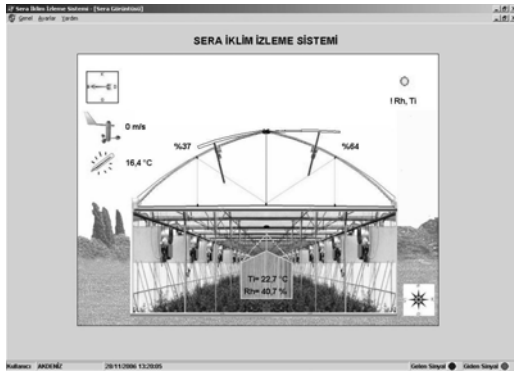 Sera İklim İzleme Sistemi - [Sera Görüntüsü]
Genel Ayarlar Yardım
SERA İKLİM İZLEME SİSTEMİ
! Rh, Ti
0 m/s
%37
%64
16,4 °C
Ti= 22,7 °C
Rh= 40,7 %
Kullanıcı AKDENİZ 28/11/2006 13:20:05 Gelen Sinyal Giden Sinyal